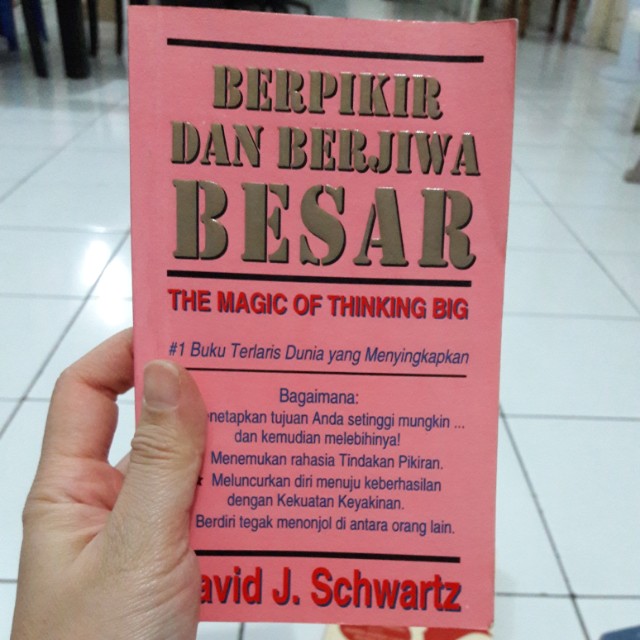 BERPIKIR
DAN BERJIWA
BESAR
THE MAGIC OF THINKING BIG
#1 Buku Terlaris Dunia yang Menyingkapkan
Bagaimana:
tujuan Anda setinggi mungkin ...
dan kemudian melebihinya!
Menemukan rahasia Tindakan Pikiran.
★ Meluncurkan diri menuju keberhasilan
dengan Kekuatan Keyakinan.
Berdiri tegak menonjol di antara orang lain.
David J. Schwartz